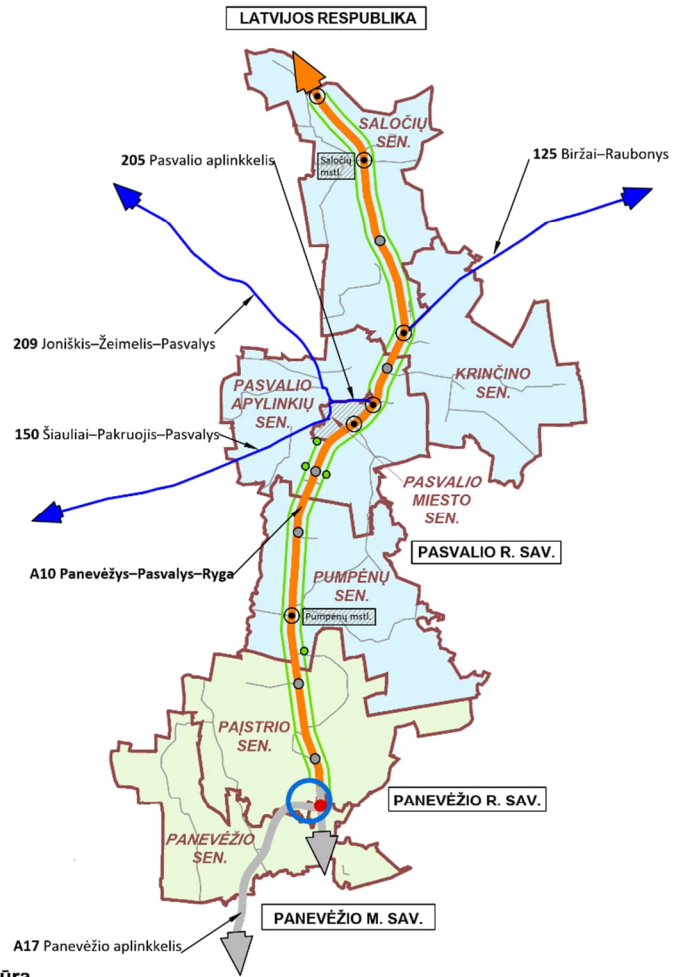 LATVIJOS RESPUBLIKA
SALOČIŲ
SEN.
125 Biržai–Raubonys
205 Pasvalio aplinkkelis
Saločių
mstl.
209 Joniškis–Žeimelis–Pasvalys
KRINČINO
SEN.
PASVALIO
APYLINKIŲ
SEN.
150 Šiauliai–Pakruojis–Pasvalys
PASVALIO
MIESTO
SEN.
PASVALIO R. SAV.
A10 Panevėžys–Pasvalys–Ryga
PUMPĖNŲ
SEN.
Pumpėnų mstl.
PAĮSTRIO
SEN.
PANEVĖŽIO R. SAV.
PANEVĖŽIO
SEN.
PANEVĖŽIO M. SAV.
A17 Panevėžio aplinkkelis